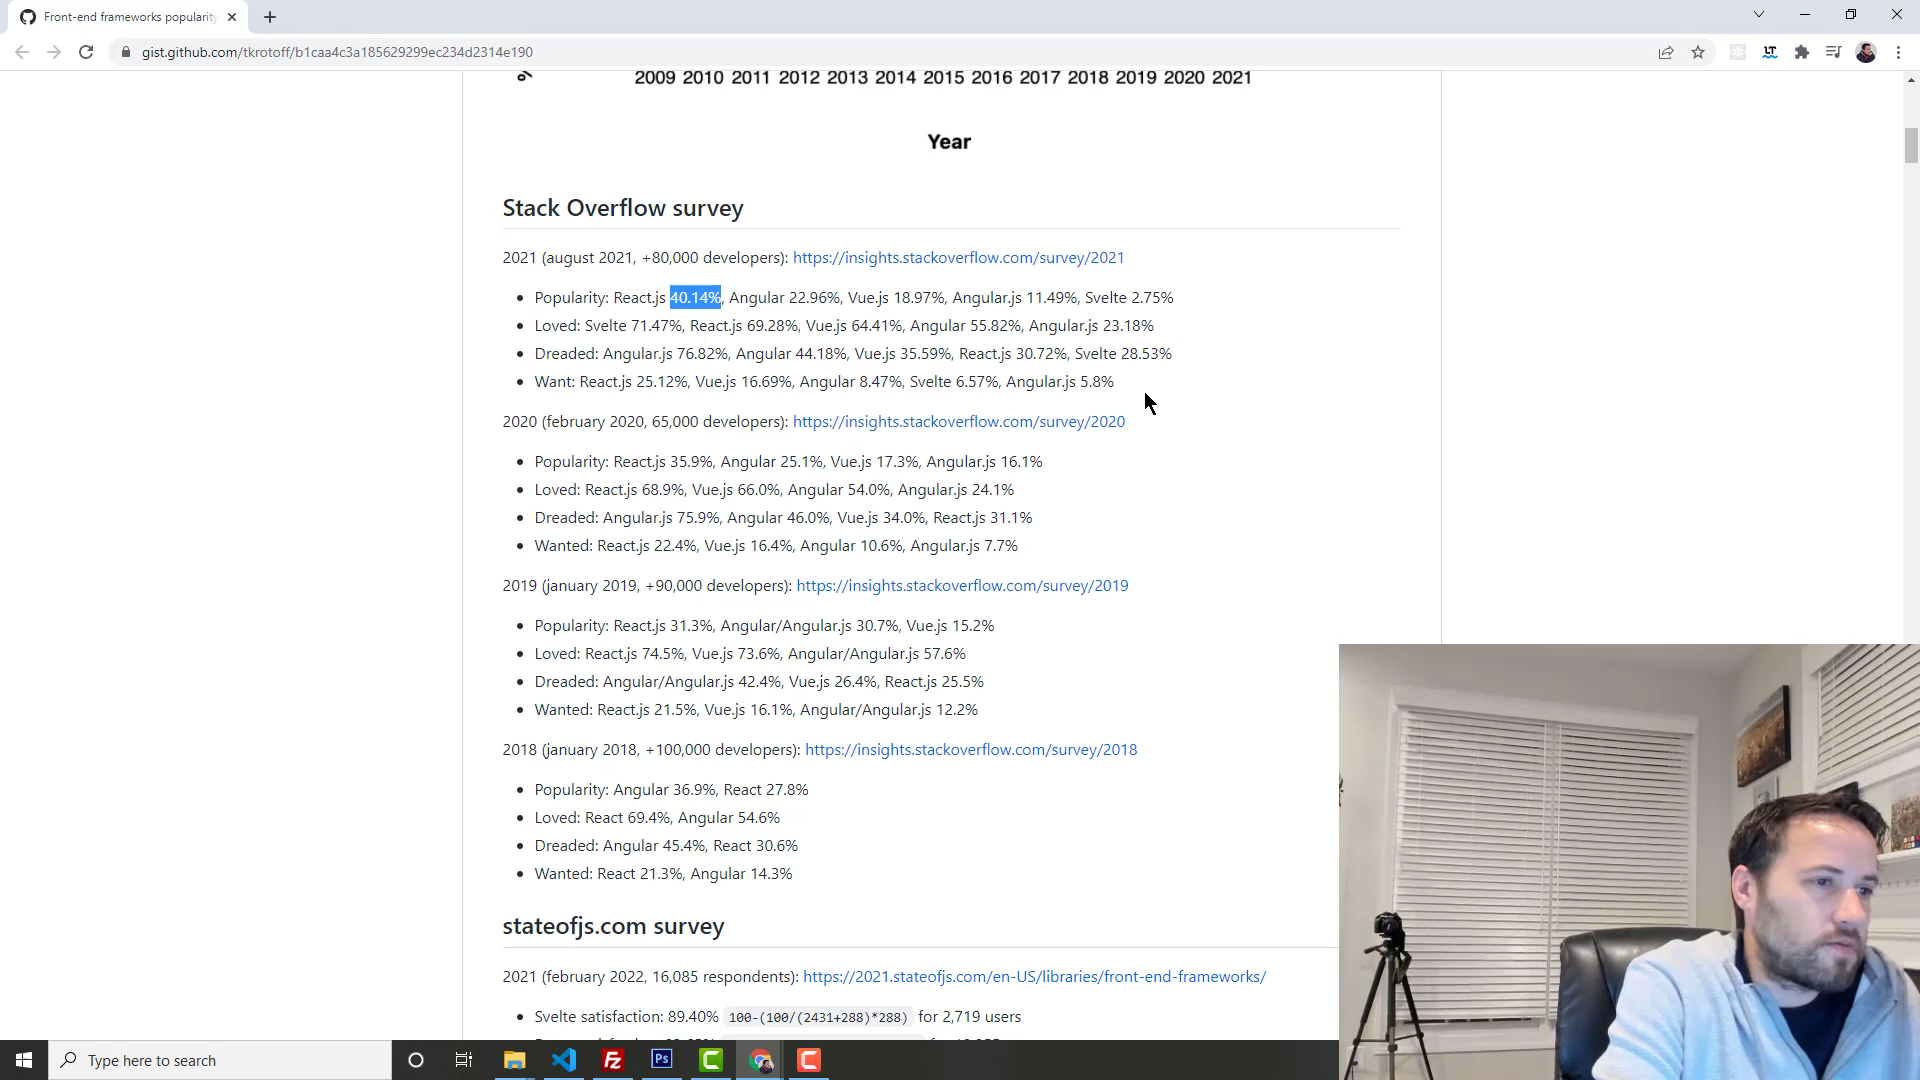 Front-end frameworks popularity
gist.github.com/tkrotoff/b1caa4c3a185629299ec234d2314e190
2009 2010 2011 2012 2013 2014 2015 2016 2017 2018 2019 2020 2021
Year
Stack Overflow survey
2021 (august 2021, +80,000 developers): https://insights.stackoverflow.com/survey/2021
• Popularity: React.js 40.14%, Angular 22.96%, Vue.js 18.97%, Angular.js 11.49%, Svelte 2.75%
• Loved: Svelte 71.47%, React.js 69.28%, Vue.js 64.41%, Angular 55.82%, Angular.js 23.18%
• Dreaded: Angular.js 76.82%, Angular 44.18%, Vue.js 35.59%, React.js 30.72%, Svelte 28.53%
• Want: React.js 25.12%, Vue.js 16.69%, Angular 8.47%, Svelte 6.57%, Angular.js 5.8%
2020 (february 2020, 65,000 developers): https://insights.stackoverflow.com/survey/2020
• Popularity: React.js 35.9%, Angular 25.1%, Vue.js 17.3%, Angular.js 16.1%
• Loved: React.js 68.9%, Vue.js 66.0%, Angular 54.0%, Angular.js 24.1%
• Dreaded: Angular.js 75.9%, Angular 46.0%, Vue.js 34.0%, React.js 31.1%
• Wanted: React.js 22.4%, Vue.js 16.4%, Angular 10.6%, Angular.js 7.7%
2019 (january 2019, +90,000 developers): https://insights.stackoverflow.com/survey/2019
• Popularity: React.js 31.3%, Angular/Angular.js 30.7%, Vue.js 15.2%
• Loved: React.js 74.5%, Vue.js 73.6%, Angular/Angular.js 57.6%
• Dreaded: Angular/Angular.js 42.4%, Vue.js 26.4%, React.js 25.5%
• Wanted: React.js 21.5%, Vue.js 16.1%, Angular/Angular.js 12.2%
2018 (january 2018, +100,000 developers): https://insights.stackoverflow.com/survey/2018
• Popularity: Angular 36.9%, React 27.8%
• Loved: React 69.4%, Angular 54.6%
• Dreaded: Angular 45.4%, React 30.6%
• Wanted: React 21.3%, Angular 14.3%
stateofjs.com survey
2021 (february 2022, 16,085 respondents): https://2021.stateofjs.com/en-US/libraries/front-end-frameworks/
• Svelte satisfaction: 89.40% 100-(100/(2431+288)*288) for 2,719 users
Type here to search